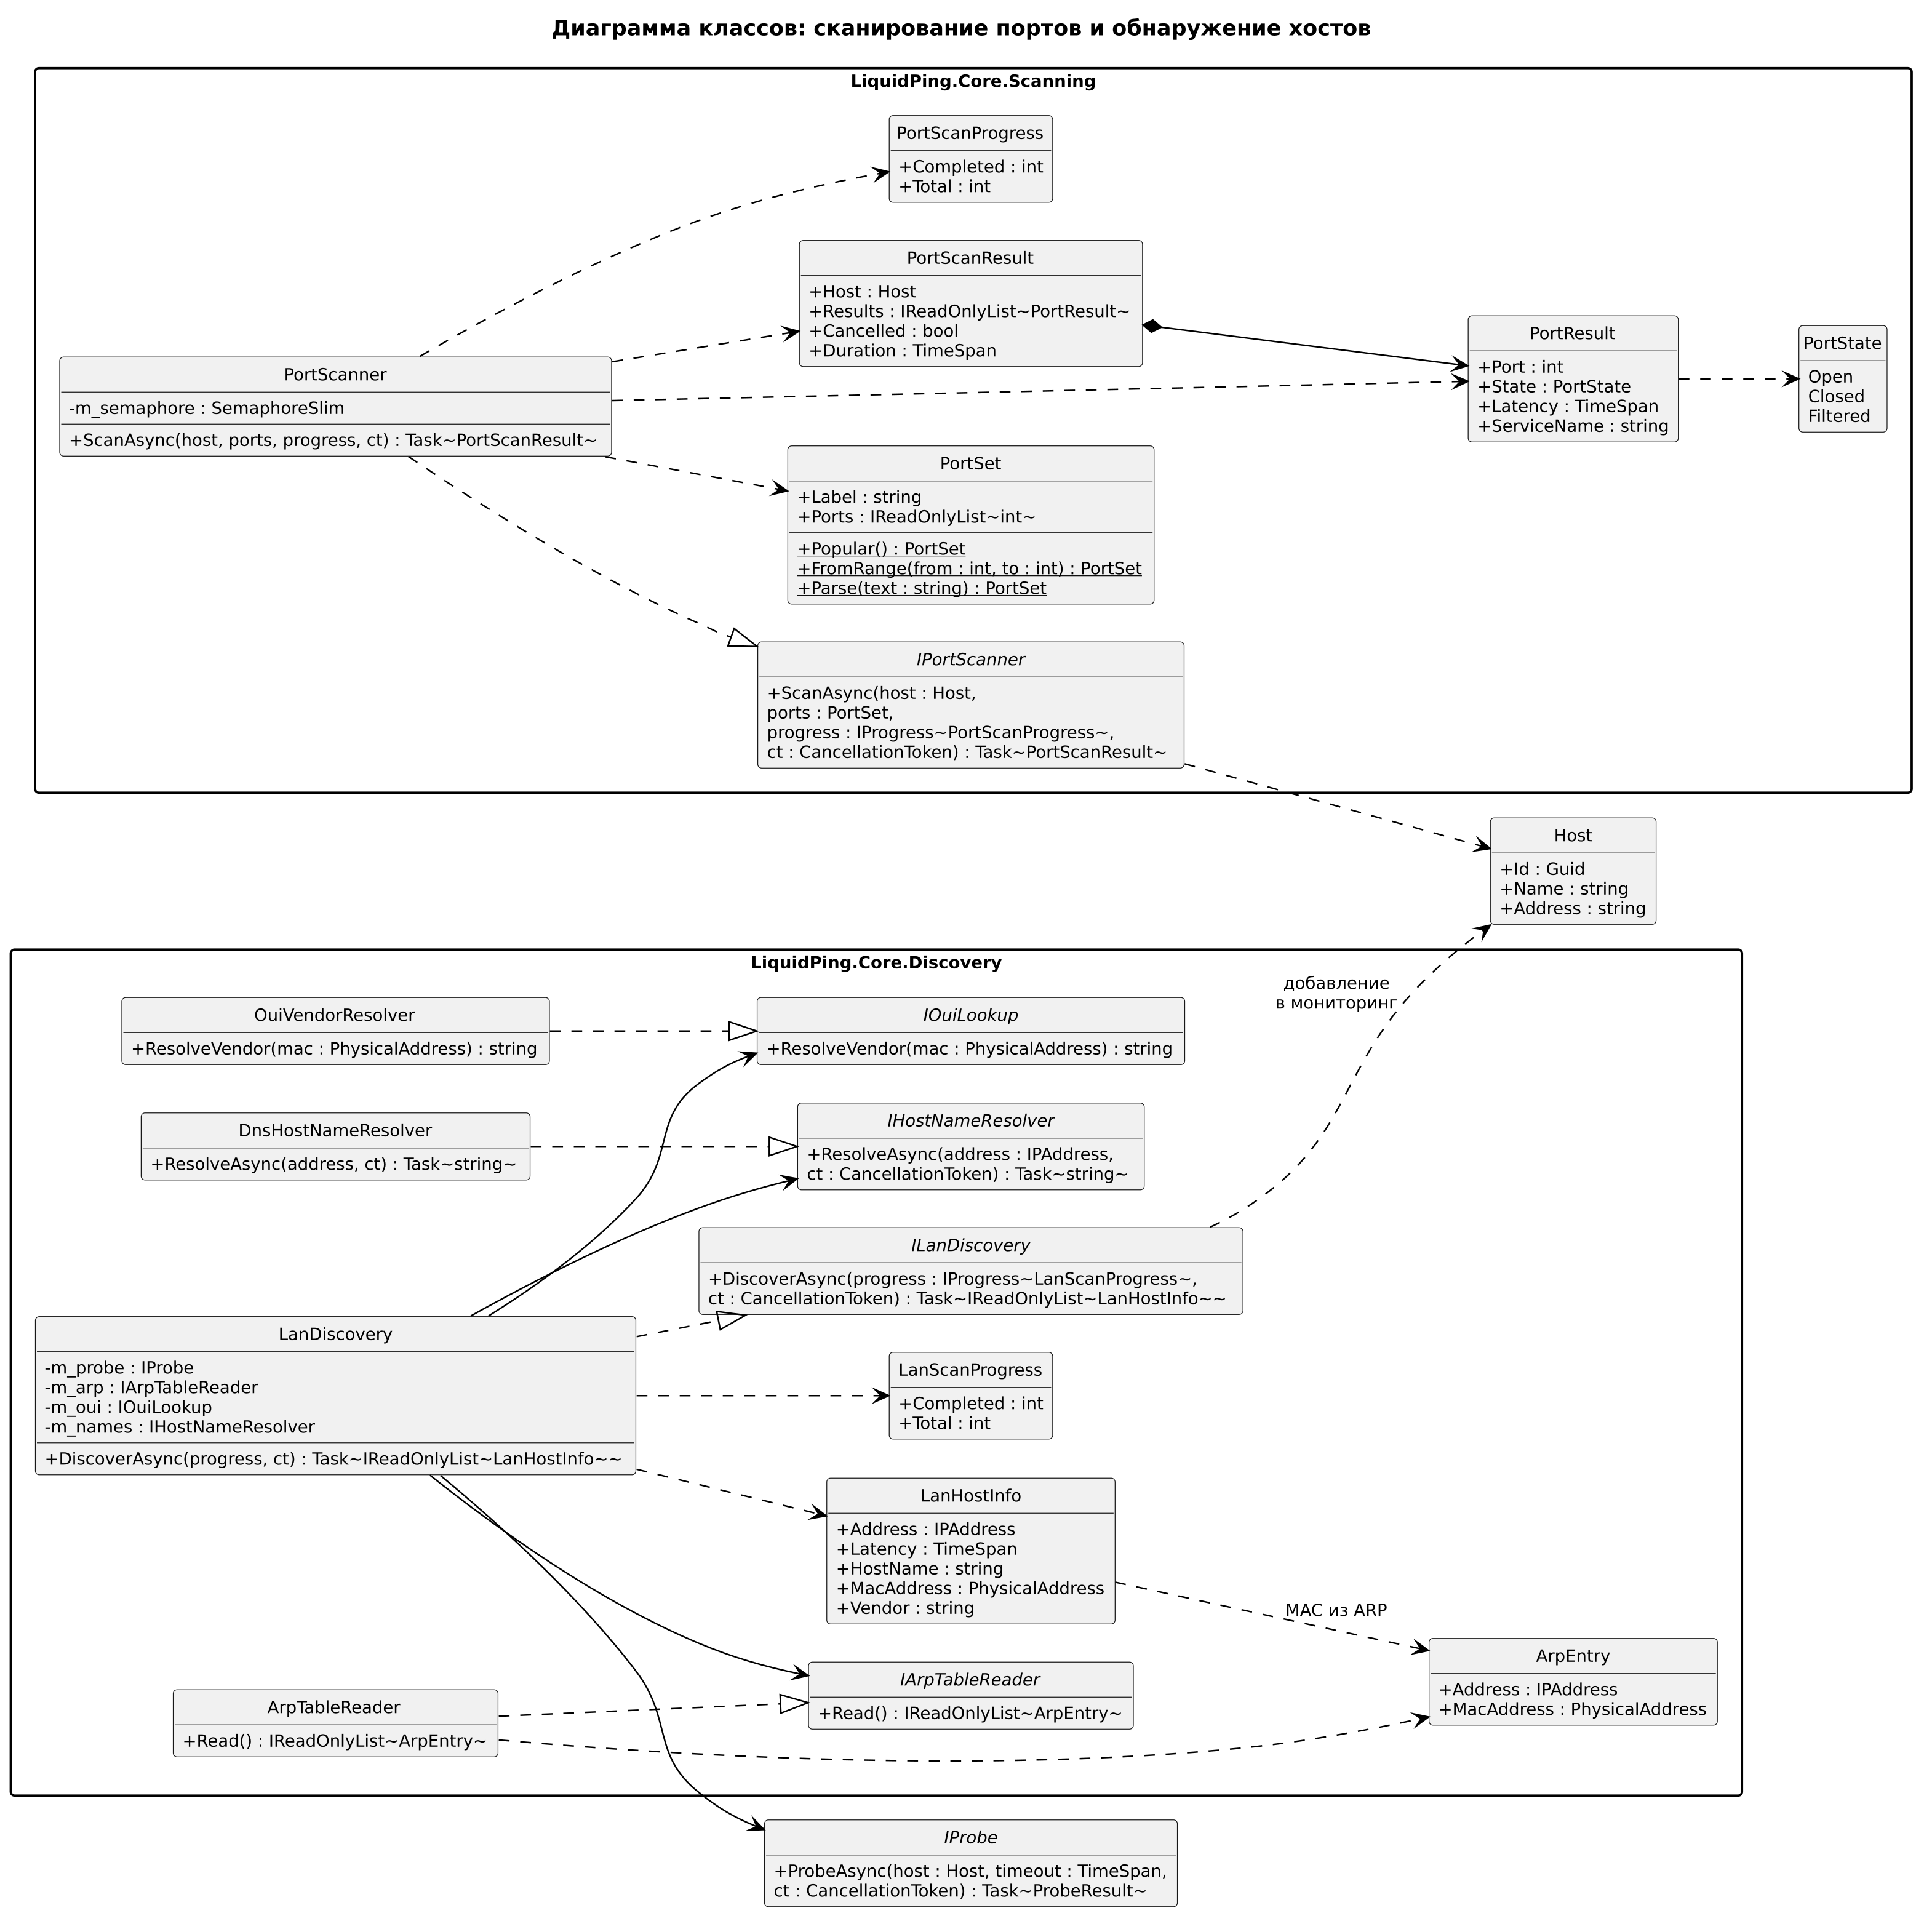 Диаграмма классов: сканирование портов и обнаружение хостов
LiquidPing.Core.Scanning
PortScanProgress
+Completed : int
+Total : int
PortScanResult
+Host : Host
+Results : IReadOnlyList~PortResult~
+Cancelled : bool
+Duration : TimeSpan
PortResult
+Port : int
+State : PortState
+Latency : TimeSpan
+ServiceName : string
PortState
Open
Closed
Filtered
PortScanner
-m_semaphore : SemaphoreSlim
+ScanAsync(host, ports, progress, ct) : Task~PortScanResult~
PortSet
+Label : string
+Ports : IReadOnlyList~int~
+Popular() : PortSet
+FromRange(from : int, to : int) : PortSet
+Parse(text : string) : PortSet
IPortScanner
+ScanAsync(host : Host,
ports : PortSet,
progress : IProgress~PortScanProgress~,
ct : CancellationToken) : Task~PortScanResult~
Host
+Id : Guid
+Name : string
+Address : string
LiquidPing.Core.Discovery
добавление
в мониторинг
OuiVendorResolver
+ResolveVendor(mac : PhysicalAddress) : string
IOuiLookup
+ResolveVendor(mac : PhysicalAddress) : string
DnsHostNameResolver
+ResolveAsync(address, ct) : Task~string~
IHostNameResolver
+ResolveAsync(address : IPAddress,
ct : CancellationToken) : Task~string~
ILanDiscovery
+DiscoverAsync(progress : IProgress~LanScanProgress~,
ct : CancellationToken) : Task~IReadOnlyList~LanHostInfo~~
LanDiscovery
-m_probe : IProbe
-m_arp : IArpTableReader
-m_oui : IOuiLookup
-m_names : IHostNameResolver
+DiscoverAsync(progress, ct) : Task~IReadOnlyList~LanHostInfo~~
LanScanProgress
+Completed : int
+Total : int
LanHostInfo
+Address : IPAddress
+Latency : TimeSpan
+HostName : string
+MacAddress : PhysicalAddress
+Vendor : string
MAC из ARP
ArpEntry
+Address : IPAddress
+MacAddress : PhysicalAddress
ArpTableReader
+Read() : IReadOnlyList~ArpEntry~
IArpTableReader
+Read() : IReadOnlyList~ArpEntry~
IProbe
+ProbeAsync(host : Host, timeout : TimeSpan,
ct : CancellationToken) : Task~ProbeResult~